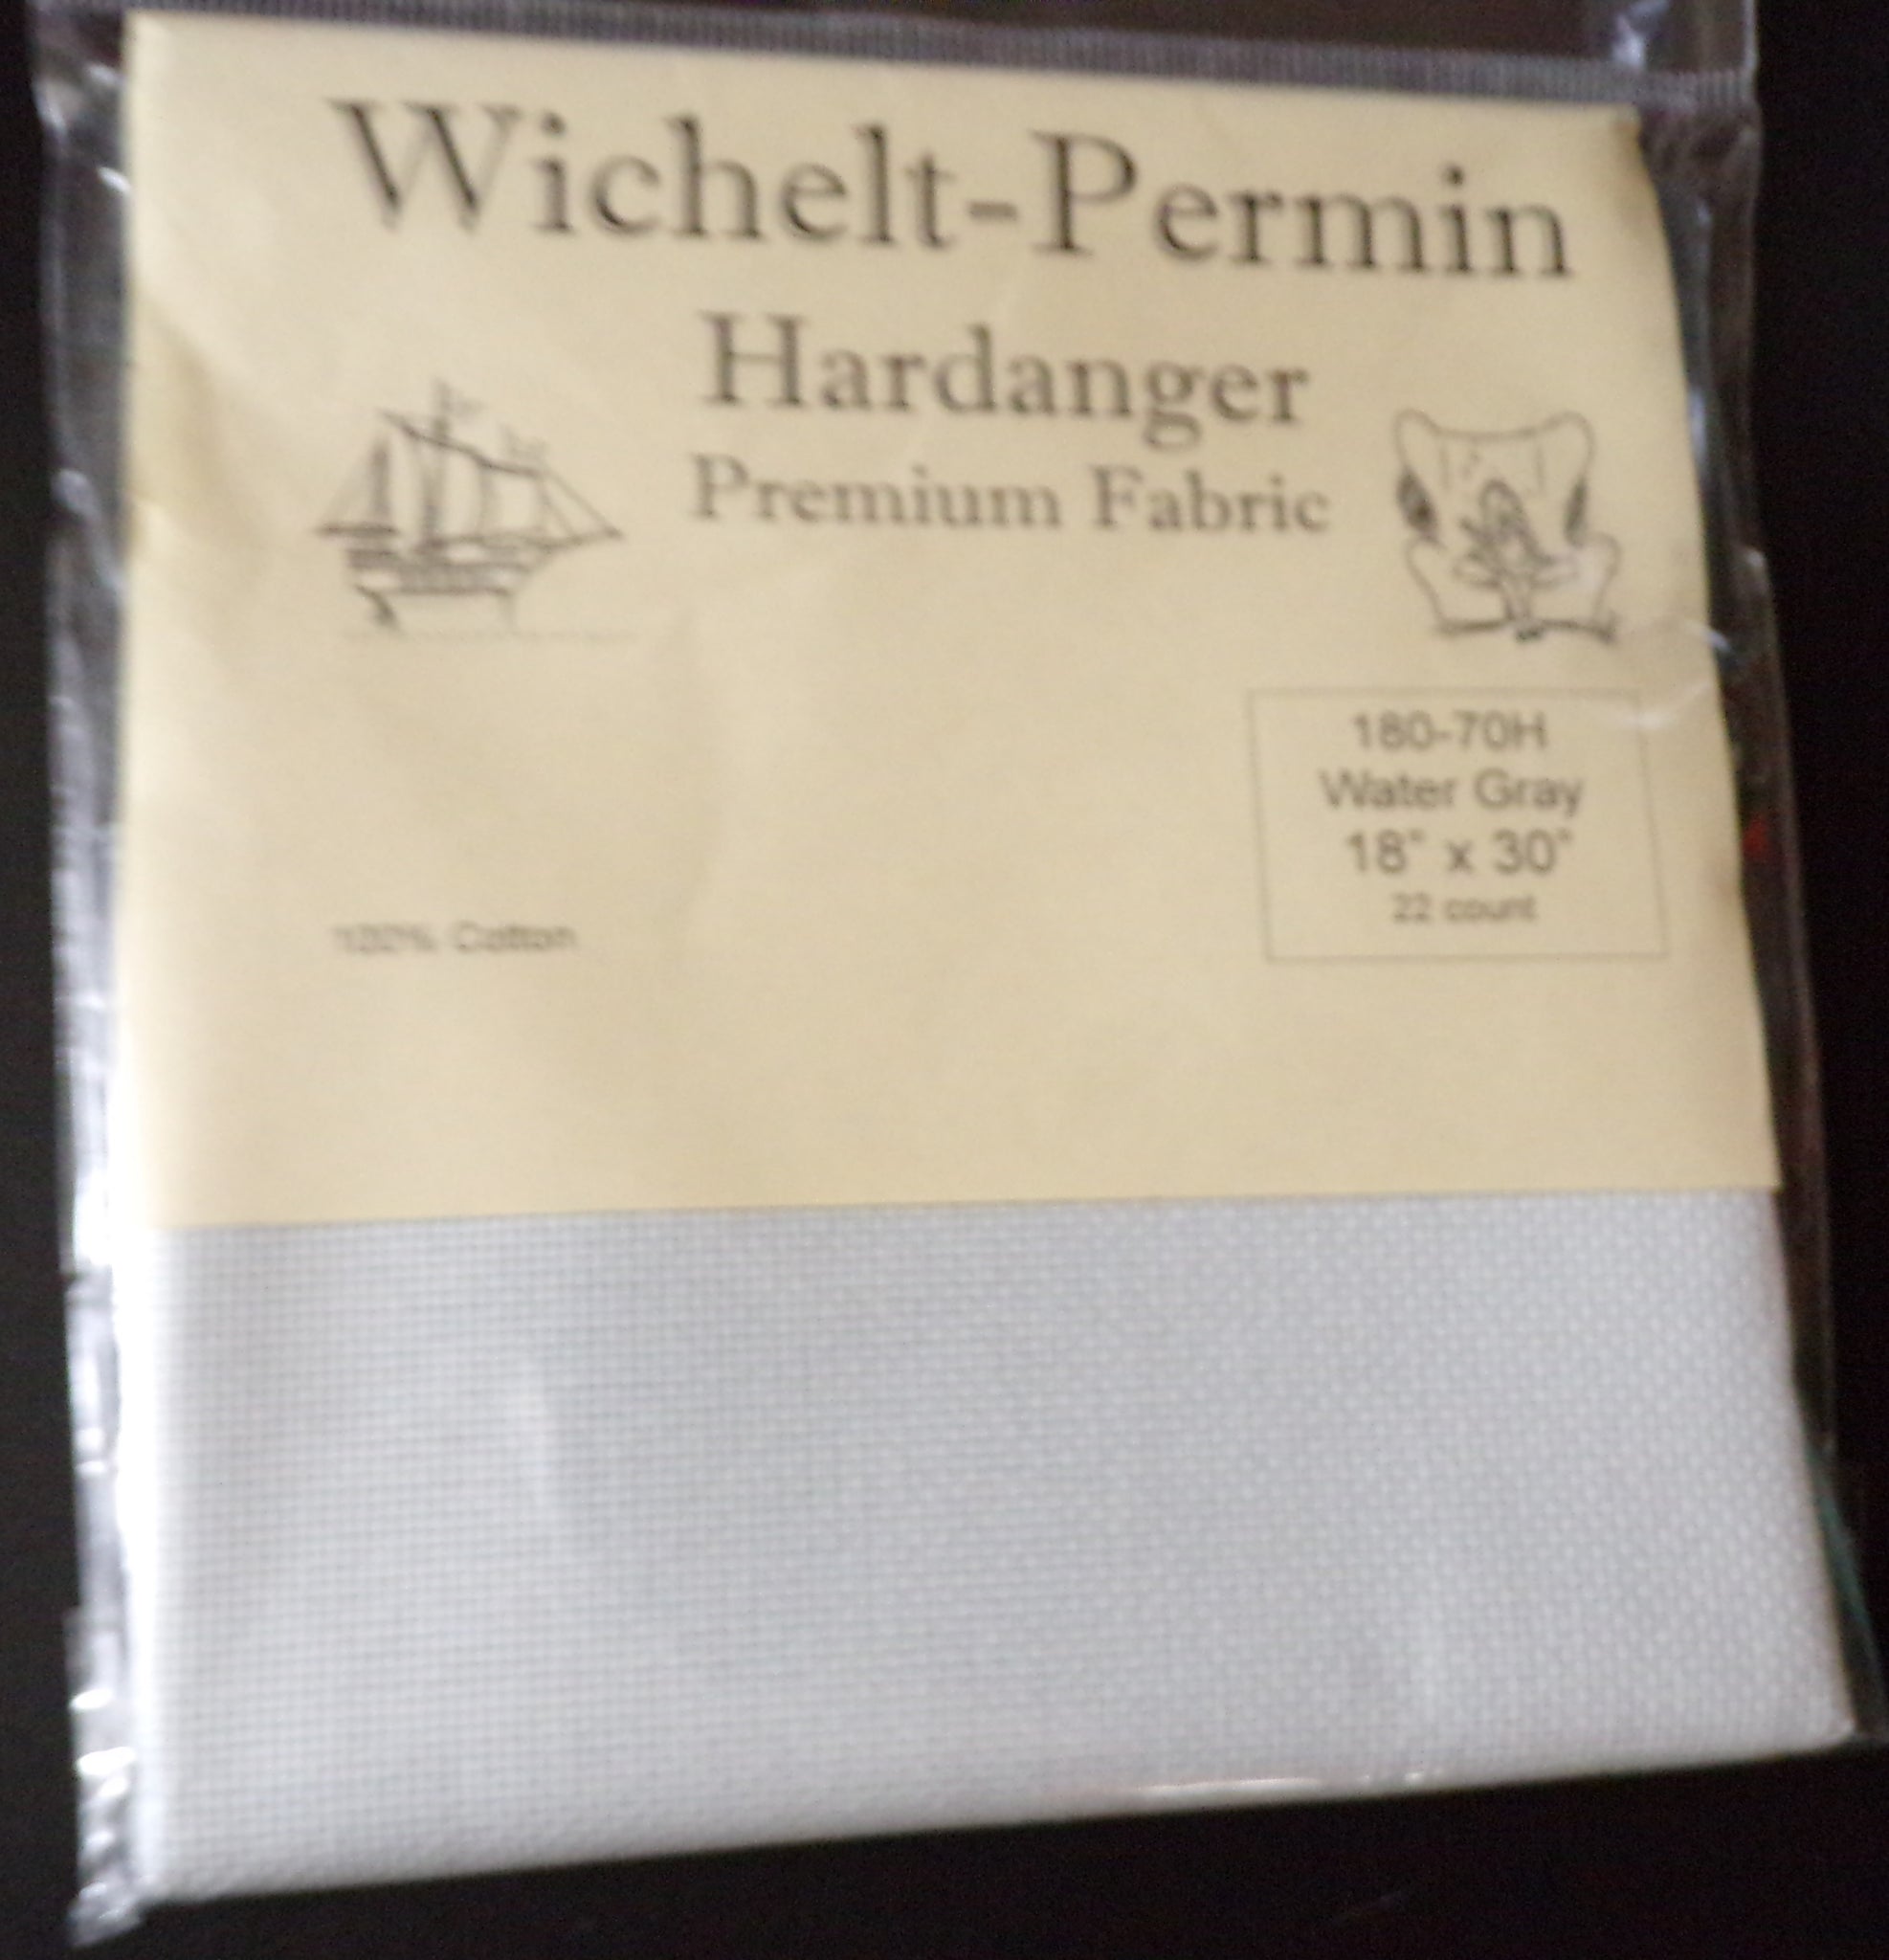 Wichelt-Permin
Hardanger
Premium Fabric
180-70H
Water Gray
18" x 30"
22 count
100% Cotton